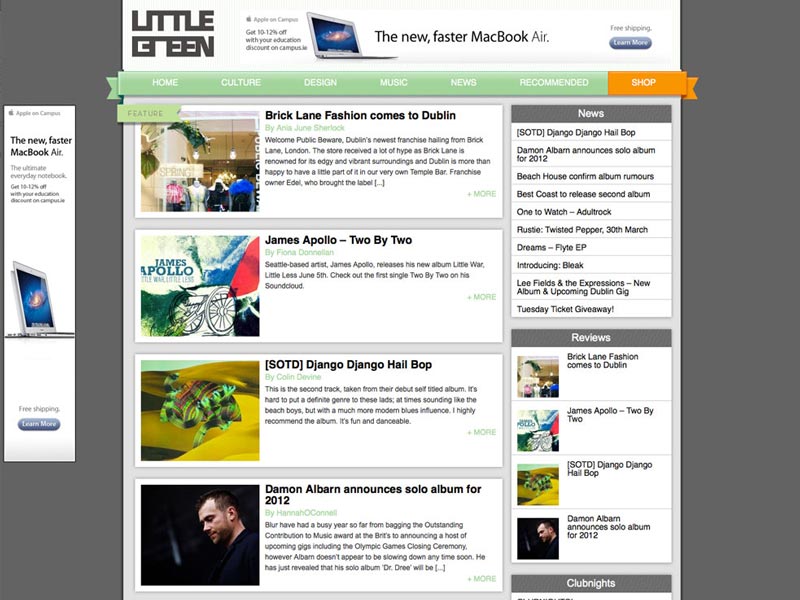 LITTLE
GREEN
Apple on Campus
Get 10-12% off
with your education
discount on campus.ie
The new, faster MacBook Air.
Free shipping.
Learn More
HOME
CULTURE
DESIGN
MUSIC
NEWS
RECOMMENDED
SHOP
Apple on Campus
The new, faster
MacBook Air.
The ultimate
everyday notebook.
Get 10-12% off
with your education
discount on campus.ie
Free shipping.
Learn More
FEATURE
Brick Lane Fashion comes to Dublin
By Ania June Sherlock
Welcome Public Beware, Dublin's newest franchise hailing from Brick
Lane, London. The store received a lot of hype as Brick Lane is
renowned for its edgy and vibrant surroundings and Dublin is more than
happy to have a little part of it in our very own Temple Bar. Franchise
owner Edel, who brought the label [...]
+ MORE
SPRING
JAMES
APOLLO
LITTLE WAR, LITTLE LESS
James Apollo – Two By Two
By Fiona Donnellan
Seattle-based artist, James Apollo, releases his new album Little War,
Little Less June 5th. Check out the first single Two By Two on his
Soundcloud.
+ MORE
[SOTD] Django Django Hail Bop
By Colin Devine
This is the second track, taken from their debut self titled album. It's
hard to put a definite genre to these lads; at times sounding like the
beach boys, but with a much more modern blues influence. I highly
recommend the album. It's fun and danceable.
+ MORE
Damon Albarn announces solo album for
2012
By HannahOConnell
Blur have had a busy year so far from bagging the Outstanding
Contribution to Music award at the Brit's to announcing a host of
upcoming gigs including the Olympic Games Closing Ceremony,
however Albarn doesn't appear to be slowing down any time soon. He
has just revealed that his solo album 'Dr. Dree' will be [...]
+ MORE
News
[SOTD] Django Django Hail Bop
Damon Albarn announces solo album
for 2012
Beach House confirm album rumours
Best Coast to release second album
One to Watch – Adultrock
Rustie: Twisted Pepper, 30th March
Dreams – Flyte EP
Introducing: Bleak
Lee Fields & the Expressions – New
Album & Upcoming Dublin Gig
Tuesday Ticket Giveaway!
Reviews
Brick Lane Fashion
comes to Dublin
James Apollo – Two By
Two
[SOTD] Django Django
Hail Bop
Damon Albarn
announces solo album
for 2012
Clubnights